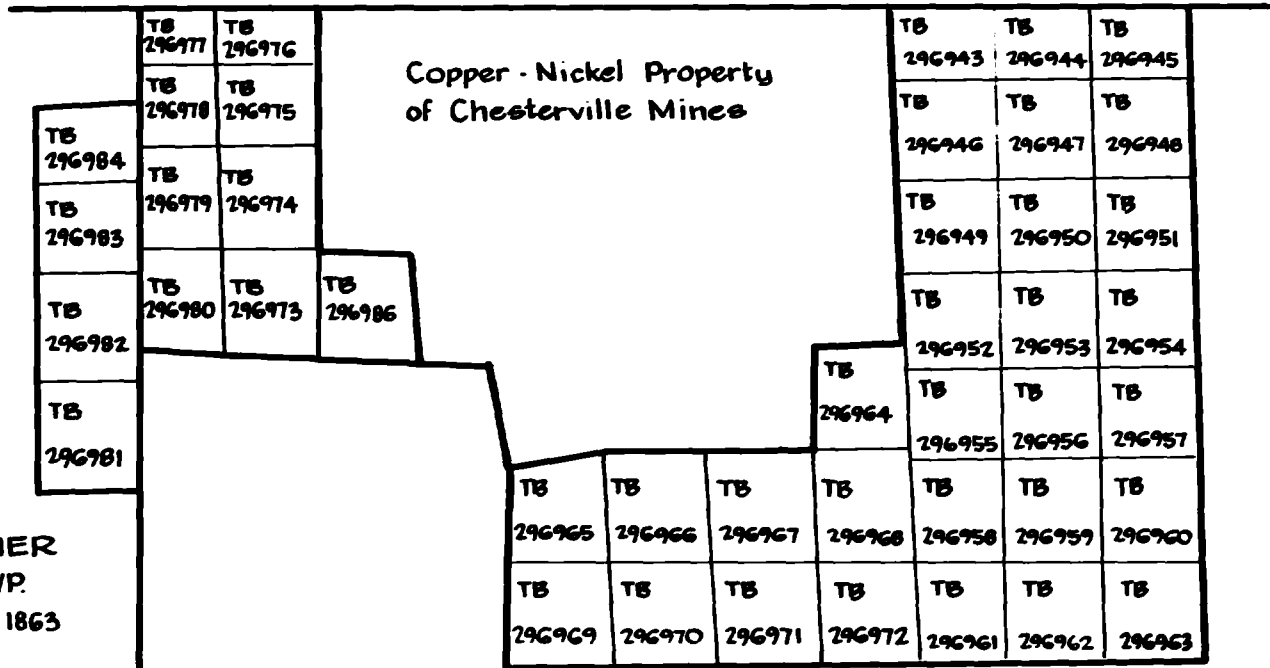 TB
296977
TB
296976
Copper - Nickel Property
of Chesterville Mines
TB
296943
TB
296944
TB
296945
TB
296978
TB
296975
TB
296946
TB
296947
TB
296948
TB
296984
TB
296979
TB
296974
TB
296983
TB
296949
TB
296950
TB
296951
TB
296980
TB
296973
TB
296986
TB
296982
TB
296952
TB
296953
TB
296954
TB
296964
TB
296955
TB
296956
TB
296957
TB
296981
TB
296965
TB
296966
TB
296967
TB
296968
TB
296958
TB
296959
TB
296960
TB
296969
TB
296970
TB
296971
TB
296972
TB
296961
TB
296962
TB
296963
1863